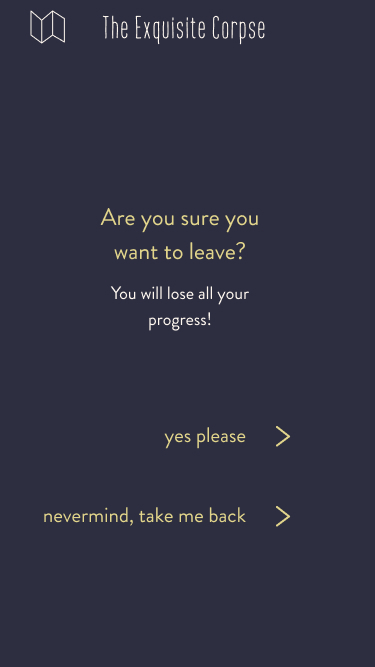 The Exquisite Corpse
Are you sure you
want to leave?
You will lose all your
progress!
yes please
nevermind, take me back